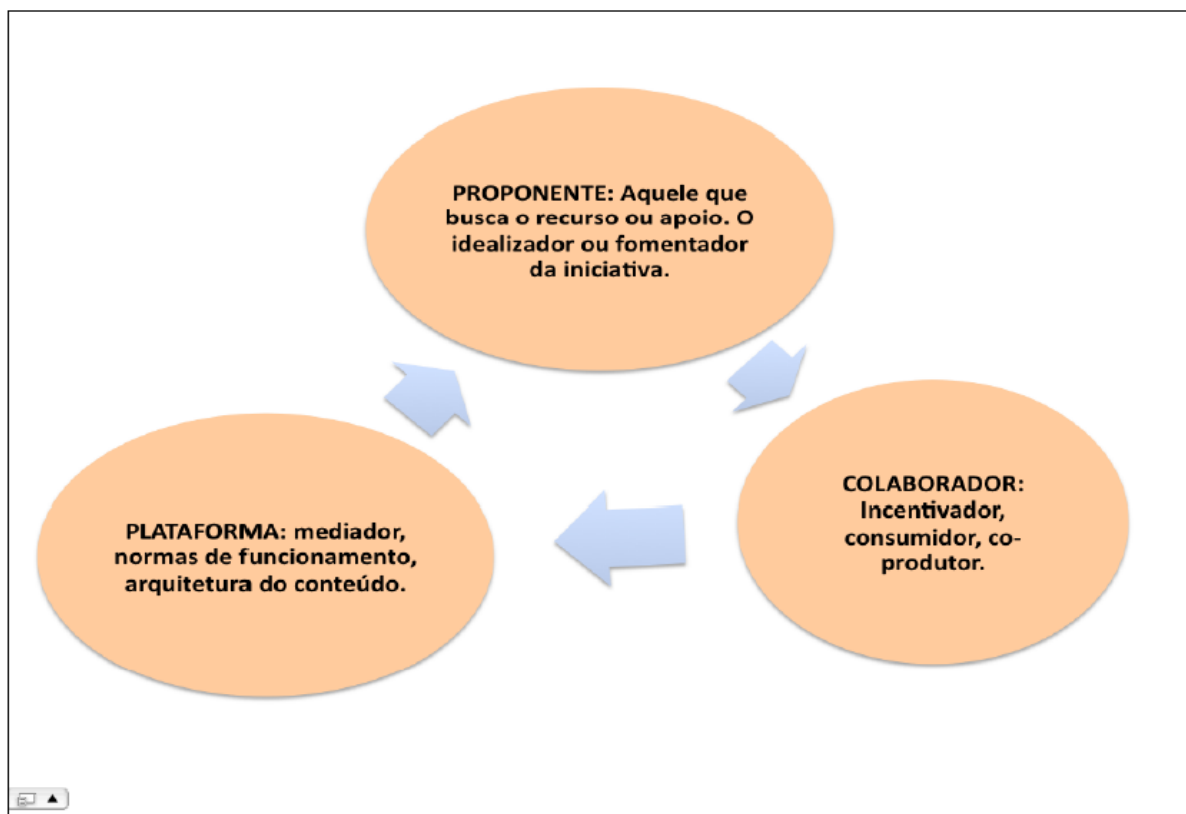 PROPONENTE: Aquele que
busca o recurso ou apoio. O
idealizador ou fomentador
da iniciativa.
COLABORADOR:
Incentivador,
consumidor, co-
produtor.
PLATAFORMA: mediador,
normas de funcionamento,
arquitetura do conteúdo.